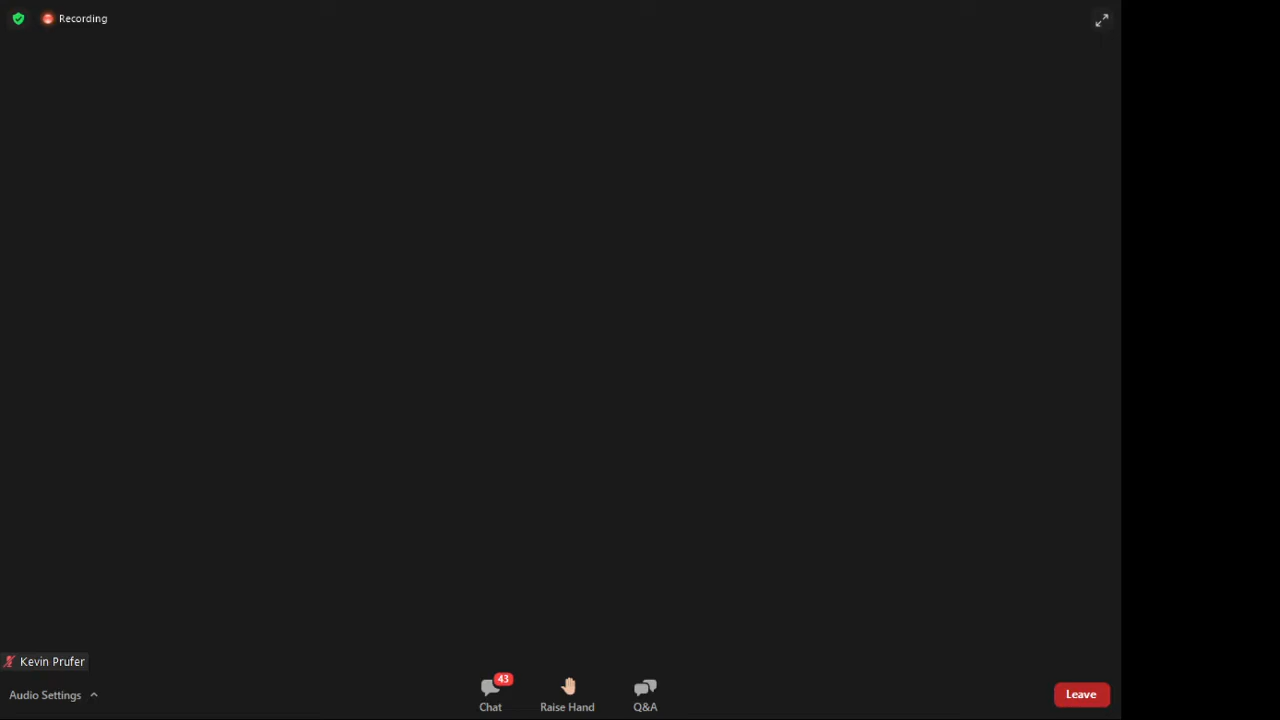 Recording
Kevin Prufer
Audio Settings
43
Chat
Raise Hand
Q&A
Leave